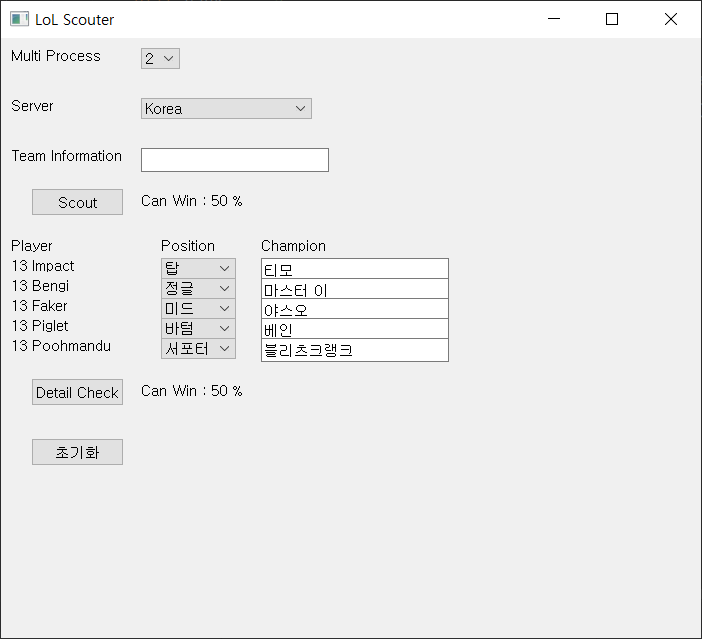 LoL Scouter
Multi Process 2
Server Korea
Team Information
Scout Can Win : 50 %
Player Position Champion
13 Impact 탑 티모
13 Bengi 정글 마스터 이
13 Faker 미드 야스오
13 Piglet 바텀 베인
13 Poohmandu 서포터 블리츠크랭크
Detail Check Can Win : 50 %
초기화